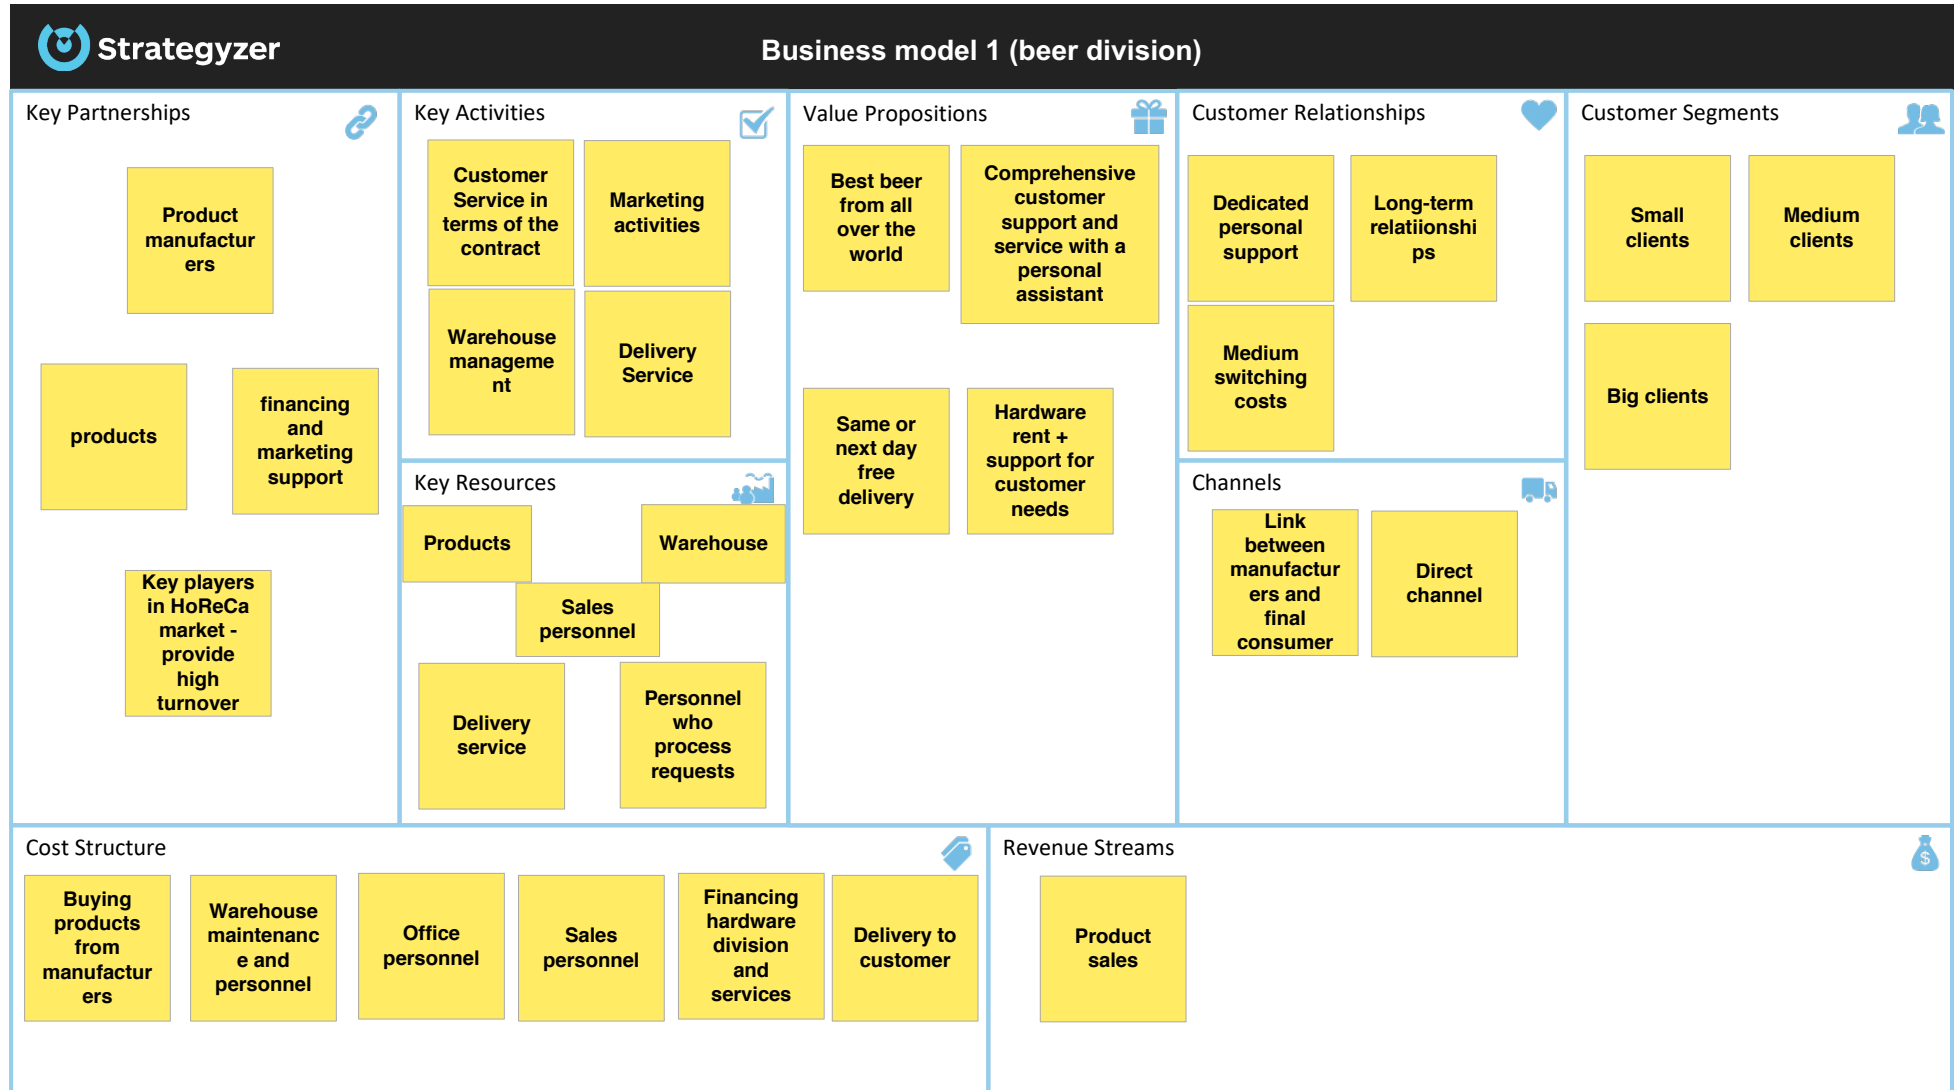 Strategyzer
Business model 1 (beer division)
Key Partnerships
Product
manufactur
ers
products
financing
and
marketing
support
Key players
in HoReCa
market -
provide
high
turnover
Key Activities
Customer
Service in
terms of the
contract
Marketing
activities
Warehouse
manageme
nt
Delivery
Service
Key Resources
Products
Warehouse
Sales
personnel
Delivery
service
Personnel
who
process
requests
Value Propositions
Best beer
from all
over the
world
Comprehensive
customer
support and
service with a
personal
assistant
Same or
next day
free
delivery
Hardware
rent +
support for
customer
needs
Customer Relationships
Dedicated
personal
support
Long-term
relatiionshi
ps
Medium
switching
costs
Channels
Link
between
manufactur
ers and
final
consumer
Direct
channel
Customer Segments
Small
clients
Medium
clients
Big clients
Cost Structure
Buying
products
from
manufactur
ers
Warehouse
maintenanc
e and
personnel
Office
personnel
Sales
personnel
Financing
hardware
division
and
services
Delivery to
customer
Revenue Streams
$
Product
sales